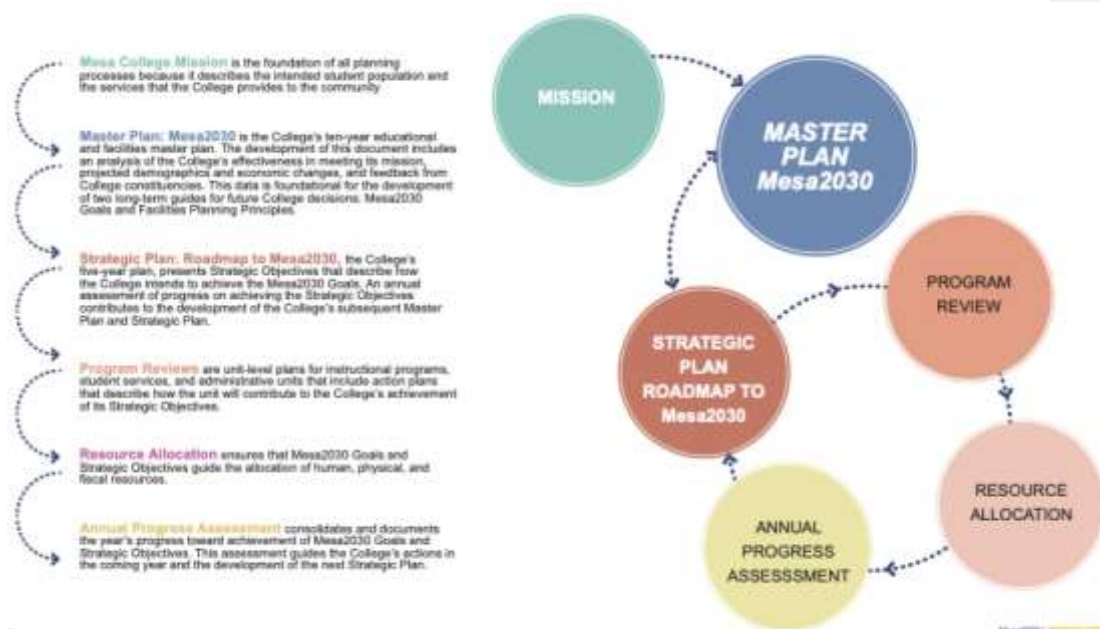 Mesa College Mission is the foundation of all planning
processes because it describes the intended student population and
the services that the College provides to the community
Master Plan: Mesa2030 is the College's ten-year educational
and facilities master plan. The development of this document includes
an analysis of the College's effectiveness in meeting its mission,
projected demographics and economic changes, and feedback from
College constituencies. This data is foundational for the development
of two long-term guides for future College decisions: Mesa2030
Goals and Facilities Planning Principles.
Strategic Plan: Roadmap to Mesa2030, the College's
five-year plan, presents Strategic Objectives that describe how
the College intends to achieve the Mesa2030 Goals. An annual
assessment of progress on achieving the Strategic Objectives
contributes to the development of the College's subsequent Master
Plan and Strategic Plan.
Program Reviews are unit-level plans for instructional programs,
student services, and administrative units that include action plans
that describe how the unit will contribute to the College's achievement
of its Strategic Objectives.
Resource Allocation ensures that Mesa2030 Goals and
Strategic Objectives guide the allocation of human, physical, and
fiscal resources.
Annual Progress Assessment consolidates and documents
the year's progress toward achievement of Mesa2030 Goals and
Strategic Objectives. This assessment guides the College's actions in
the coming year and the development of the next Strategic Plan.
MISSION
MASTER
PLAN
Mesa2030
PROGRAM
REVIEW
STRATEGIC
PLAN
ROADMAP TO
Mesa2030
RESOURCE
ALLOCATION
ANNUAL
PROGRESS
ASSESSSMENT